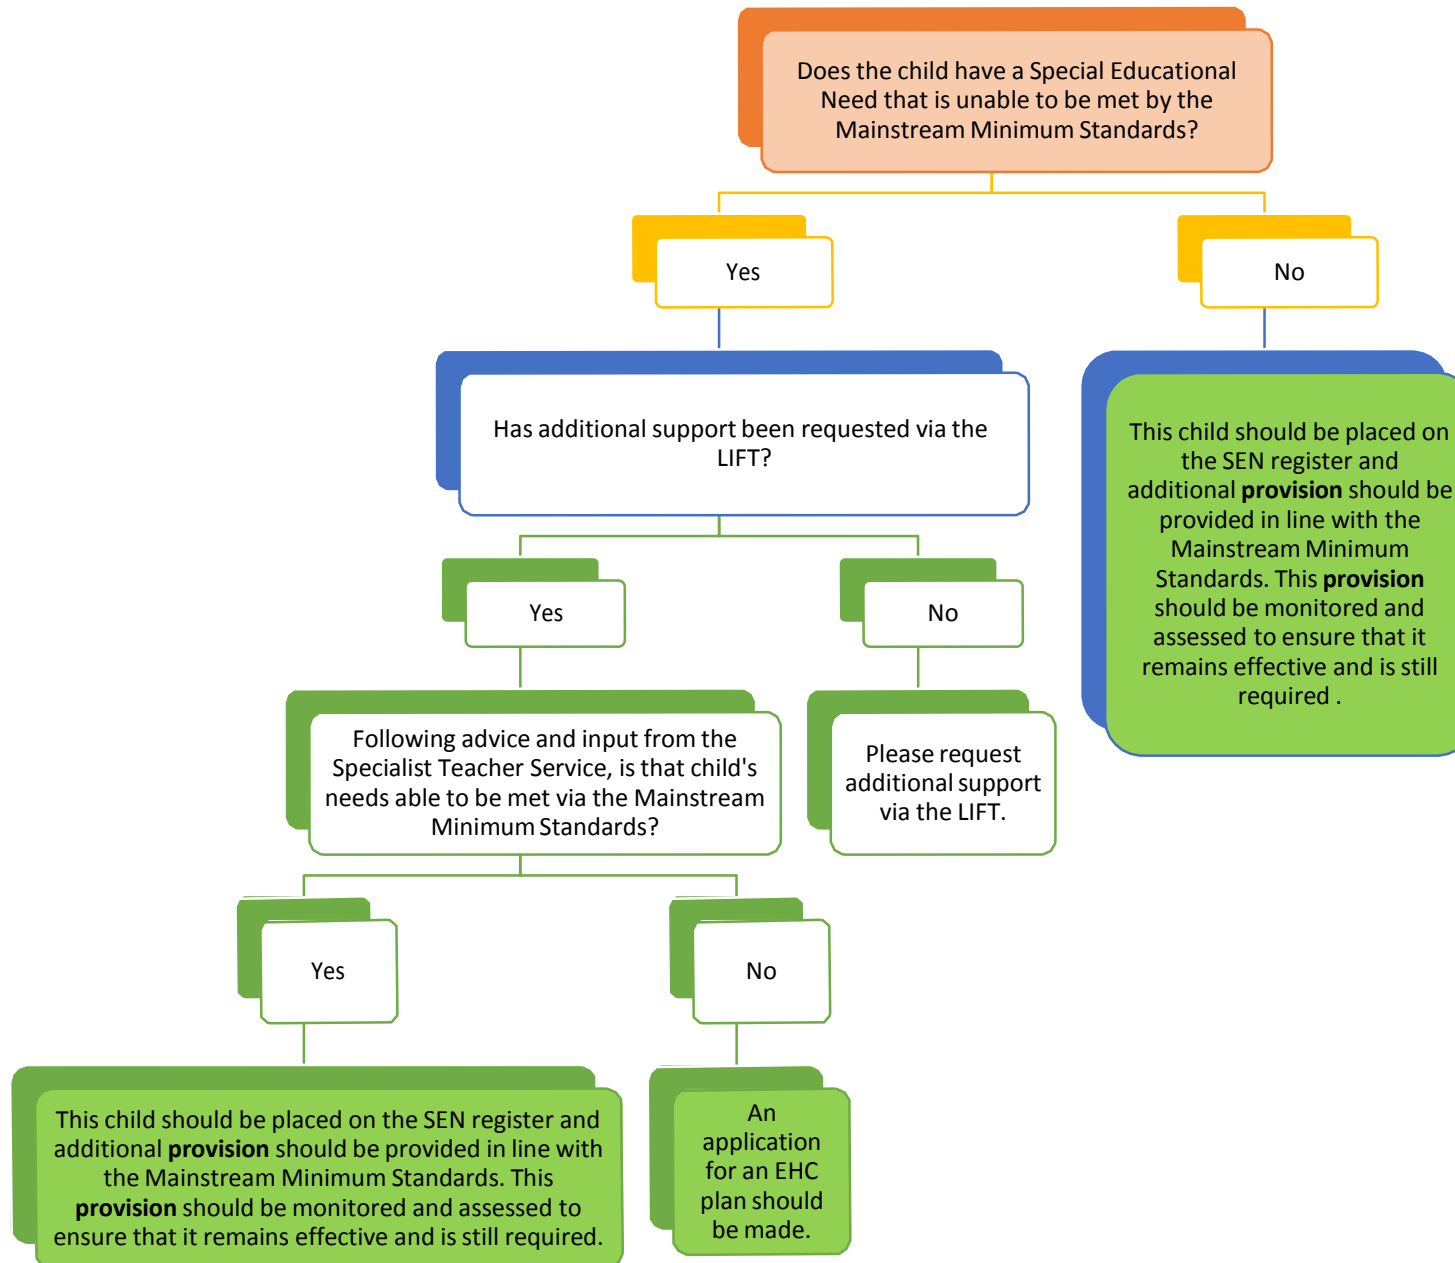 Does the child have a Special Educational
Need that is unable to be met by the
Mainstream Minimum Standards?
Yes
No
Has additional support been requested via the
LIFT?
This child should be placed on
the SEN register and
additional provision should be
provided in line with the
Mainstream Minimum
Standards. This provision
should be monitored and
assessed to ensure that it
remains effective and is still
required .
Yes
No
Following advice and input from the
Specialist Teacher Service, is that child's
needs able to be met via the Mainstream
Minimum Standards?
Please request
additional support
via the LIFT.
Yes
No
This child should be placed on the SEN register and
additional provision should be provided in line with
the Mainstream Minimum Standards. This
provision should be monitored and assessed to
ensure that it remains effective and is still required.
An
application
for an EHC
plan should
be made.